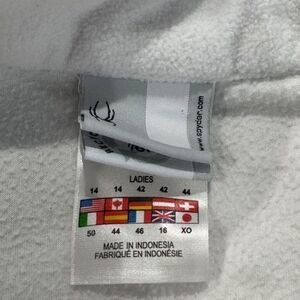 www.spyder.com
LADIES
14 14 42 42 44
50 44 46 16 XO
MADE IN INDONESIA
FABRIQUÉ EN INDONÉSIE